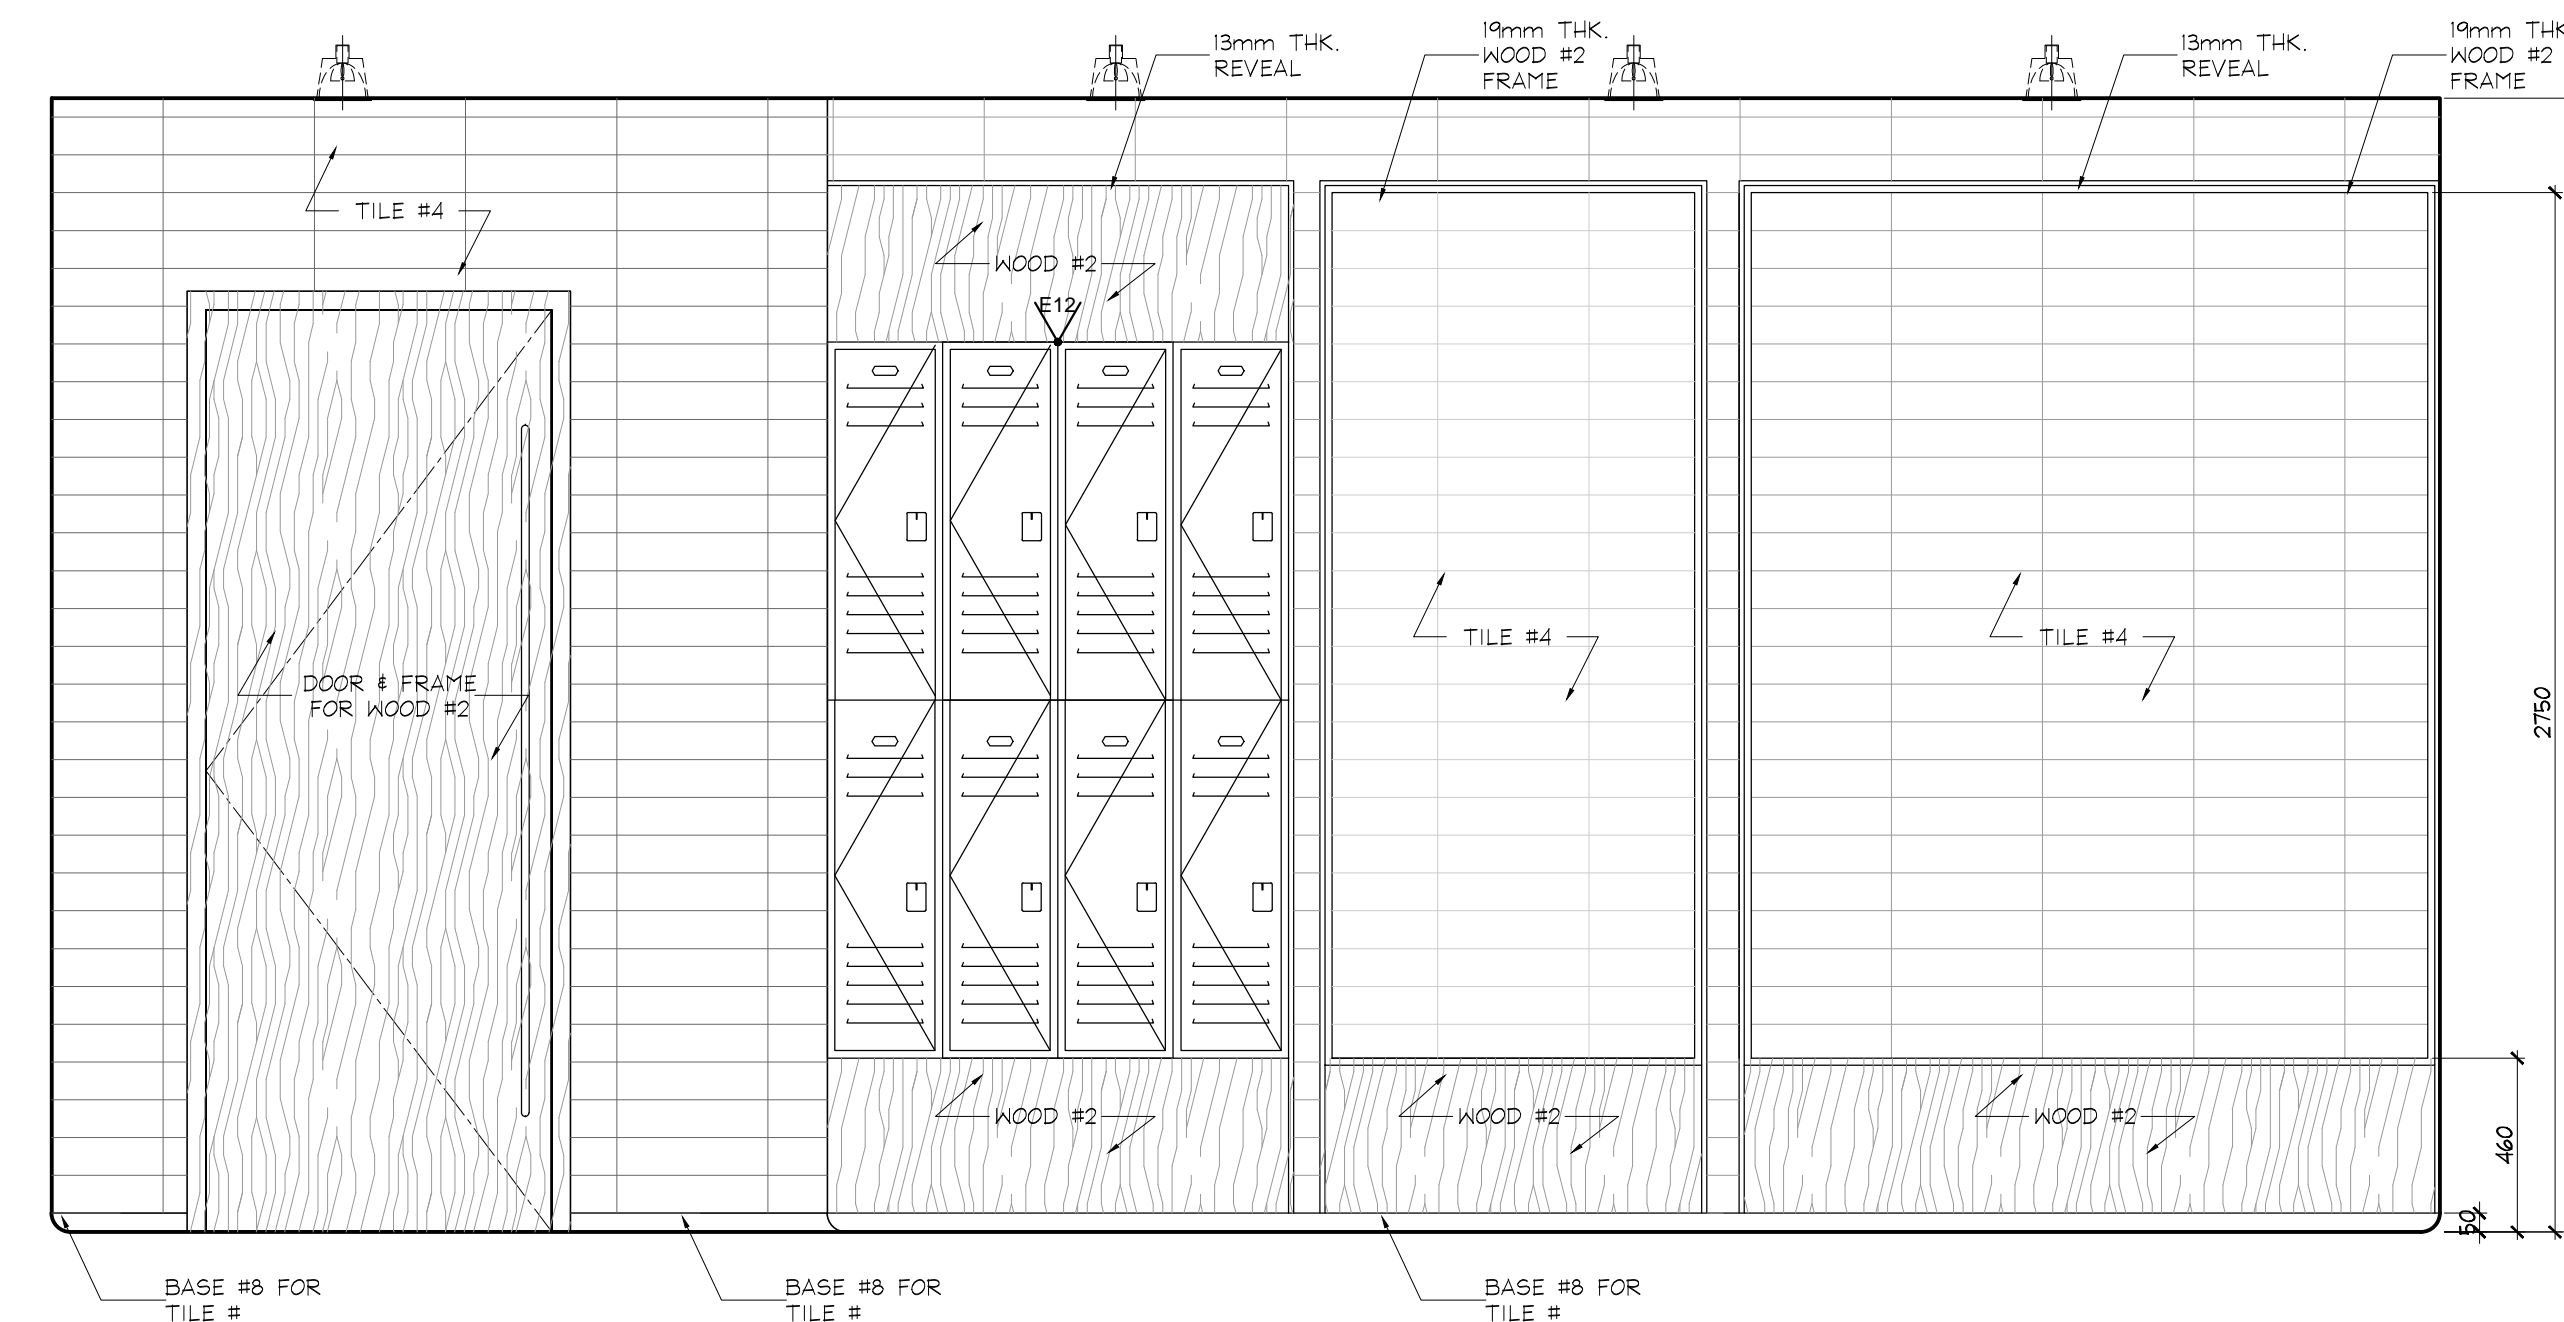 13mm THK.
REVEAL
19mm THK.
WOOD #2
FRAME
13mm THK.
REVEAL
19mm THK
WOOD #2
FRAME
TILE #4
WOOD #2
E12
TILE #4
TILE #4
DOOR & FRAME
FOR WOOD #2
2750
WOOD #2
WOOD #2
WOOD #2
460
50
BASE #8 FOR
TILE #
BASE #8 FOR
TILE #
BASE #8 FOR
TILE #